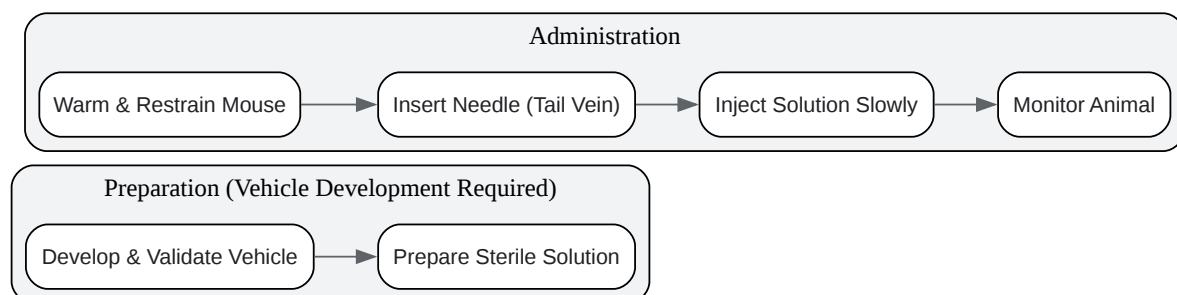 Administration
Warm & Restrain Mouse
Insert Needle (Tail Vein)
Inject Solution Slowly
Monitor Animal
Preparation (Vehicle Development Required)
Develop & Validate Vehicle
Prepare Sterile Solution